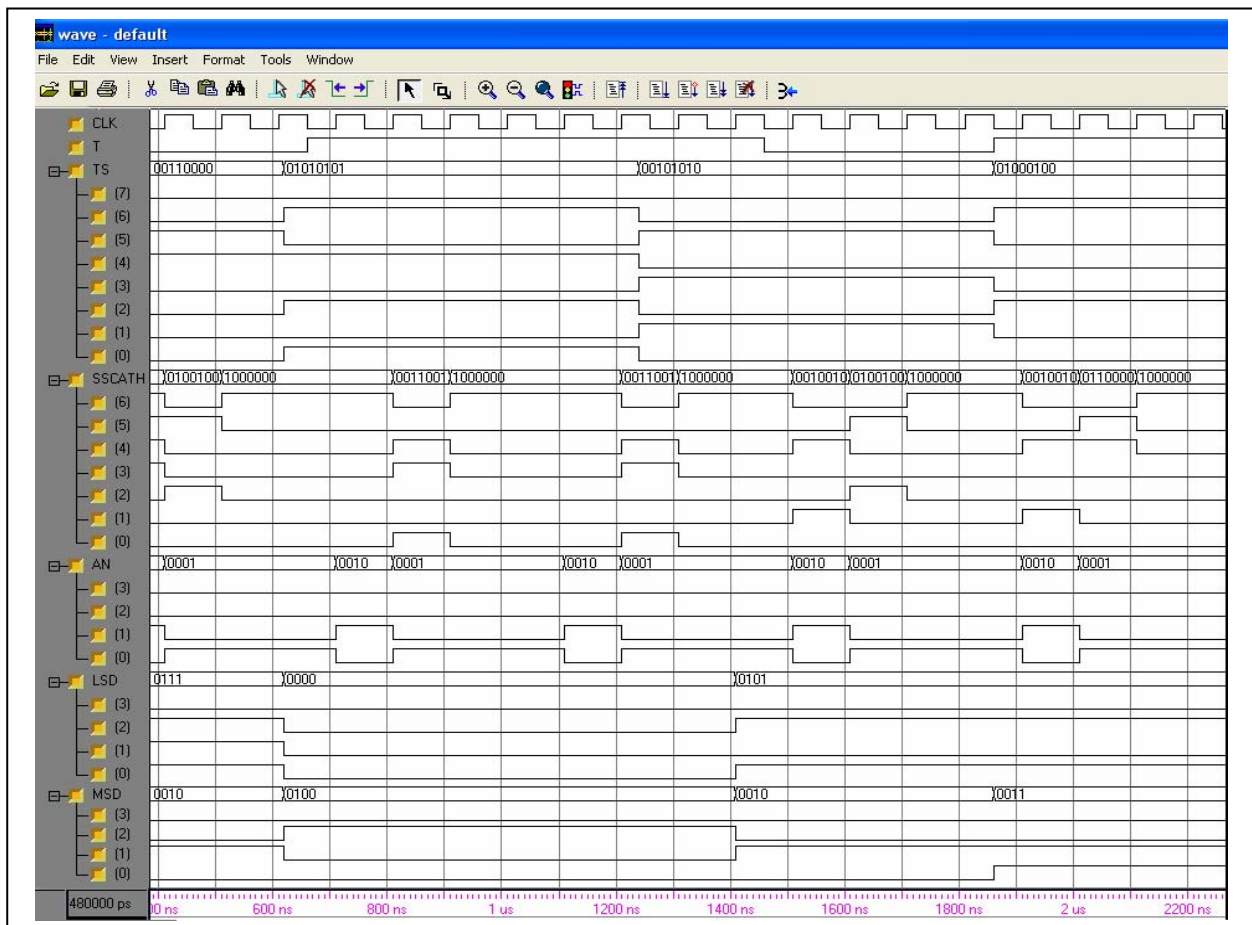 wave - default
File Edit View Insert Format Tools Window
CLK
T
TS 00110000 01010101 00101010 01000100
(7)
(6)
(5)
(4)
(3)
(2)
(1)
(0)
SSCATH 0100100 1000000 0011001 1000000 0011001 1000000 0010010 0100100 1000000 0010010 0110000 1000000
(6)
(5)
(4)
(3)
(2)
(1)
(0)
AN 0001 0010 0001 0010 0001 0010 0001 0010 0001
(3)
(2)
(1)
(0)
LSD 0111 0000 0101
(3)
(2)
(1)
(0)
MSD 0010 0100 0010 0011
(3)
(2)
(1)
(0)
480000 ps 00 ns 600 ns 800 ns 1 us 1200 ns 1400 ns 1600 ns 1800 ns 2 us 2200 ns